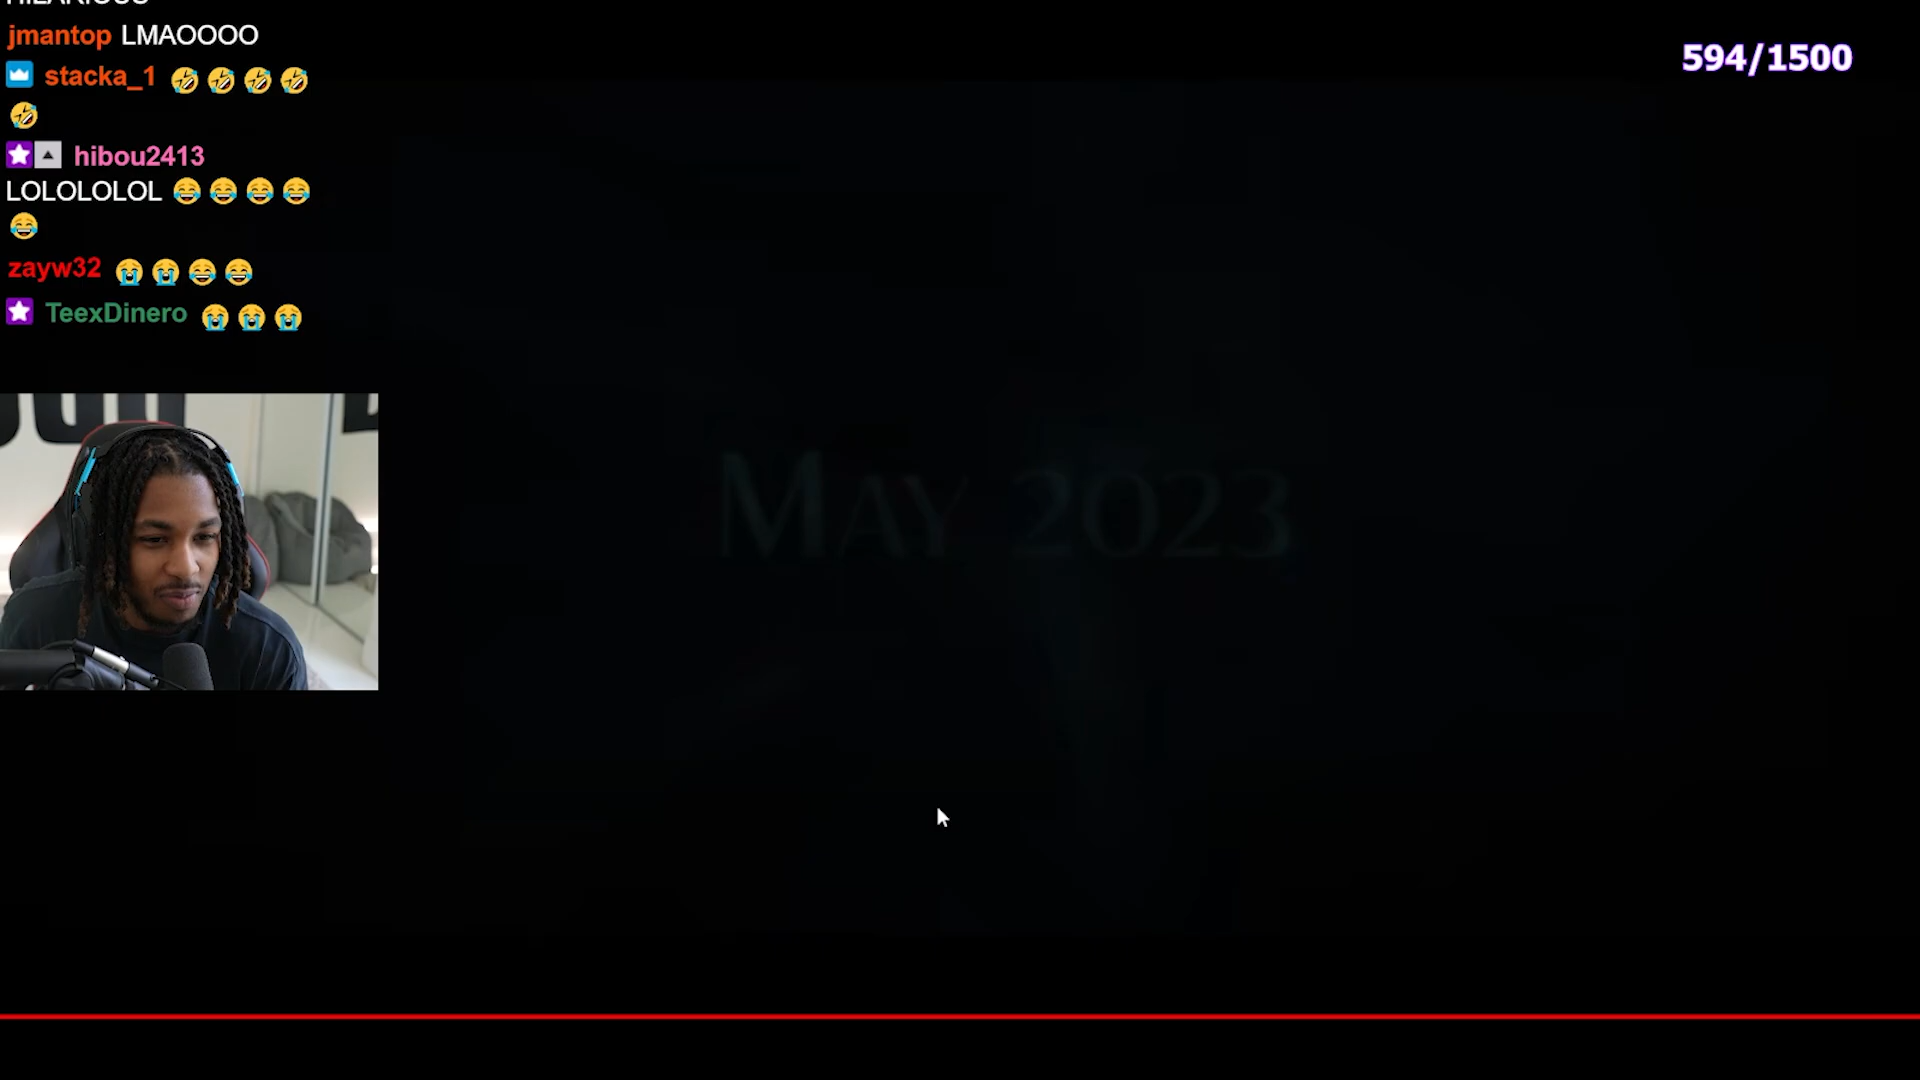 jmantop LMAOOOO
594/1500
stacka_1 🤣 🤣 🤣 🤣
🤣
hibou2413
LOLOLOLOL 😂 😂 😂 😂
😂
zayw32 😭 😭 😂 😂
TeexDinero 😭 😭 😭
MAY 2023